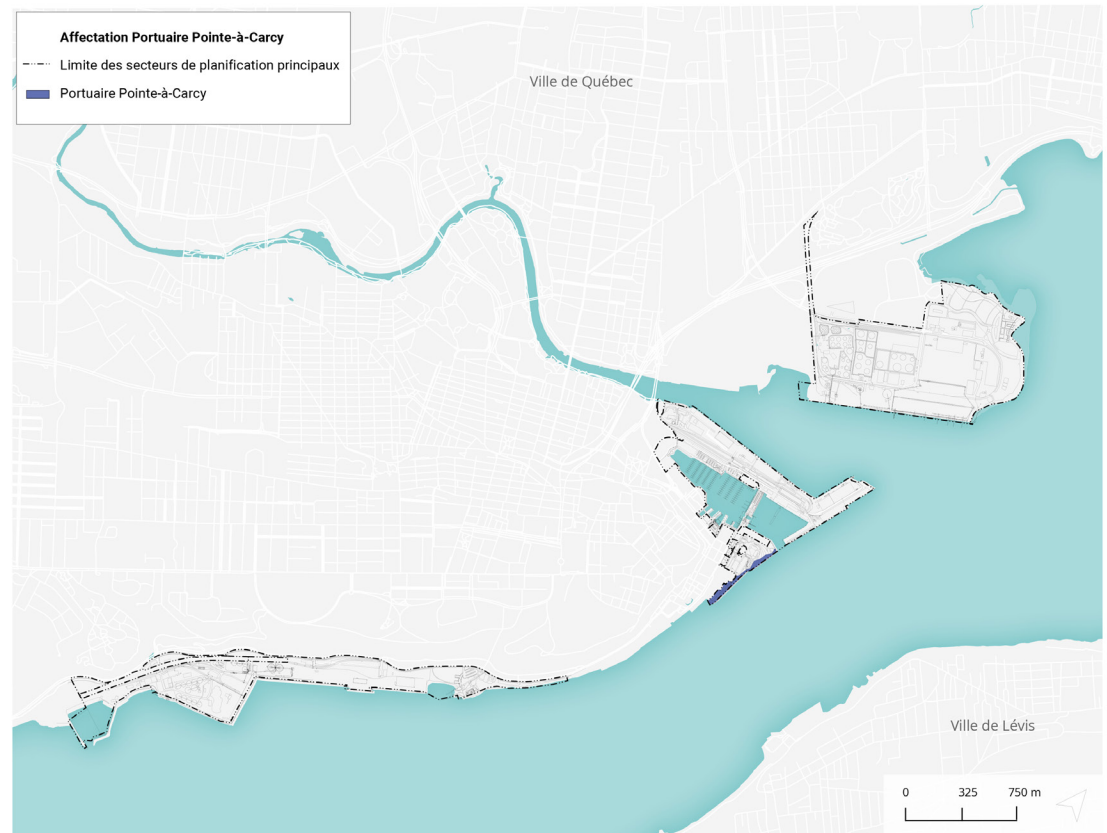 Affectation Portuaire Pointe-à-Carcy
Limite des secteurs de planification principaux
Portuaire Pointe-à-Carcy
Ville de Québec
Ville de Lévis
0 325 750 m